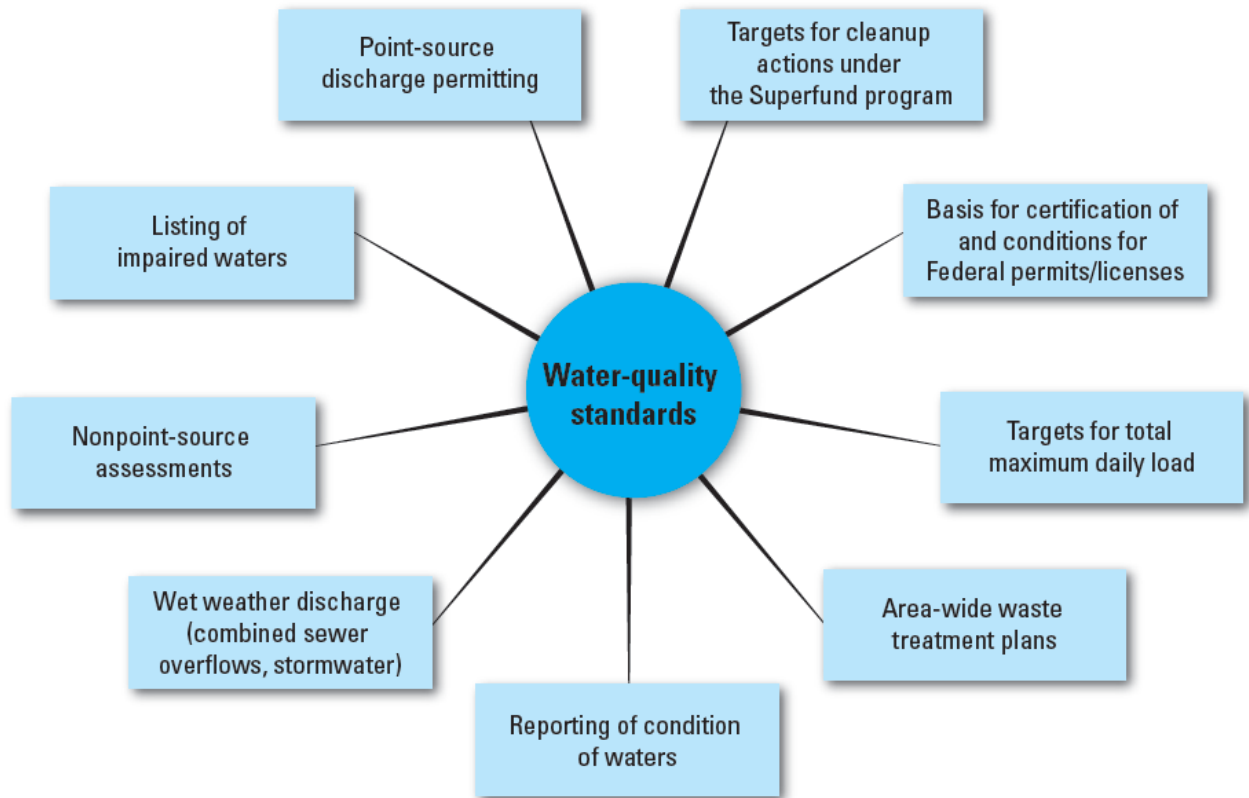 Point-source
discharge permitting
Targets for cleanup
actions under
the Superfund program
Listing of
impaired waters
Basis for certification of
and conditions for
Federal permits/licenses
Water-quality
standards
Nonpoint-source
assessments
Targets for total
maximum daily load
Wet weather discharge
(combined sewer
overflows, stormwater)
Area-wide waste
treatment plans
Reporting of condition
of waters